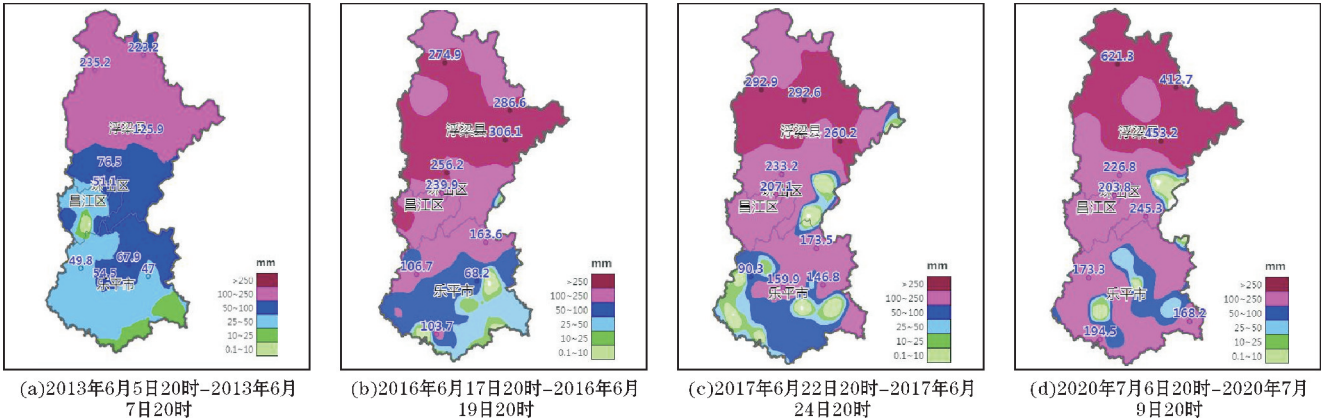 223.2
235.2
125.9
76.5
51.1
昌江区
67.9
49.8
54.5
47
乐平市
mm
>250
100~250
50~100
25~50
10~25
0.1~10
(a)2013年6月5日20时-2013年6月
7日20时
274.9
286.6
浮梁县
306.1
256.2
239.9
昌江区
163.6
106.7
68.2
乐平市
103.7
mm
>250
100~250
50~100
25~50
10~25
0.1~10
(b)2016年6月17日20时-2016年6月
19日20时
292.9
292.6
浮梁县
260.2
233.2
207.1
昌江区
173.5
90.3
159.9
146.8
乐平市
mm
>250
100~250
50~100
25~50
10~25
0.1~10
(c)2017年6月22日20时-2017年6月
24日20时
621.3
412.7
453.2
226.8
203.8
昌江区
245.3
173.3
乐平市
168.2
194.5
mm
>250
100~250
50~100
25~50
10~25
0.1~10
(d)2020年7月6日20时-2020年7月
9日20时